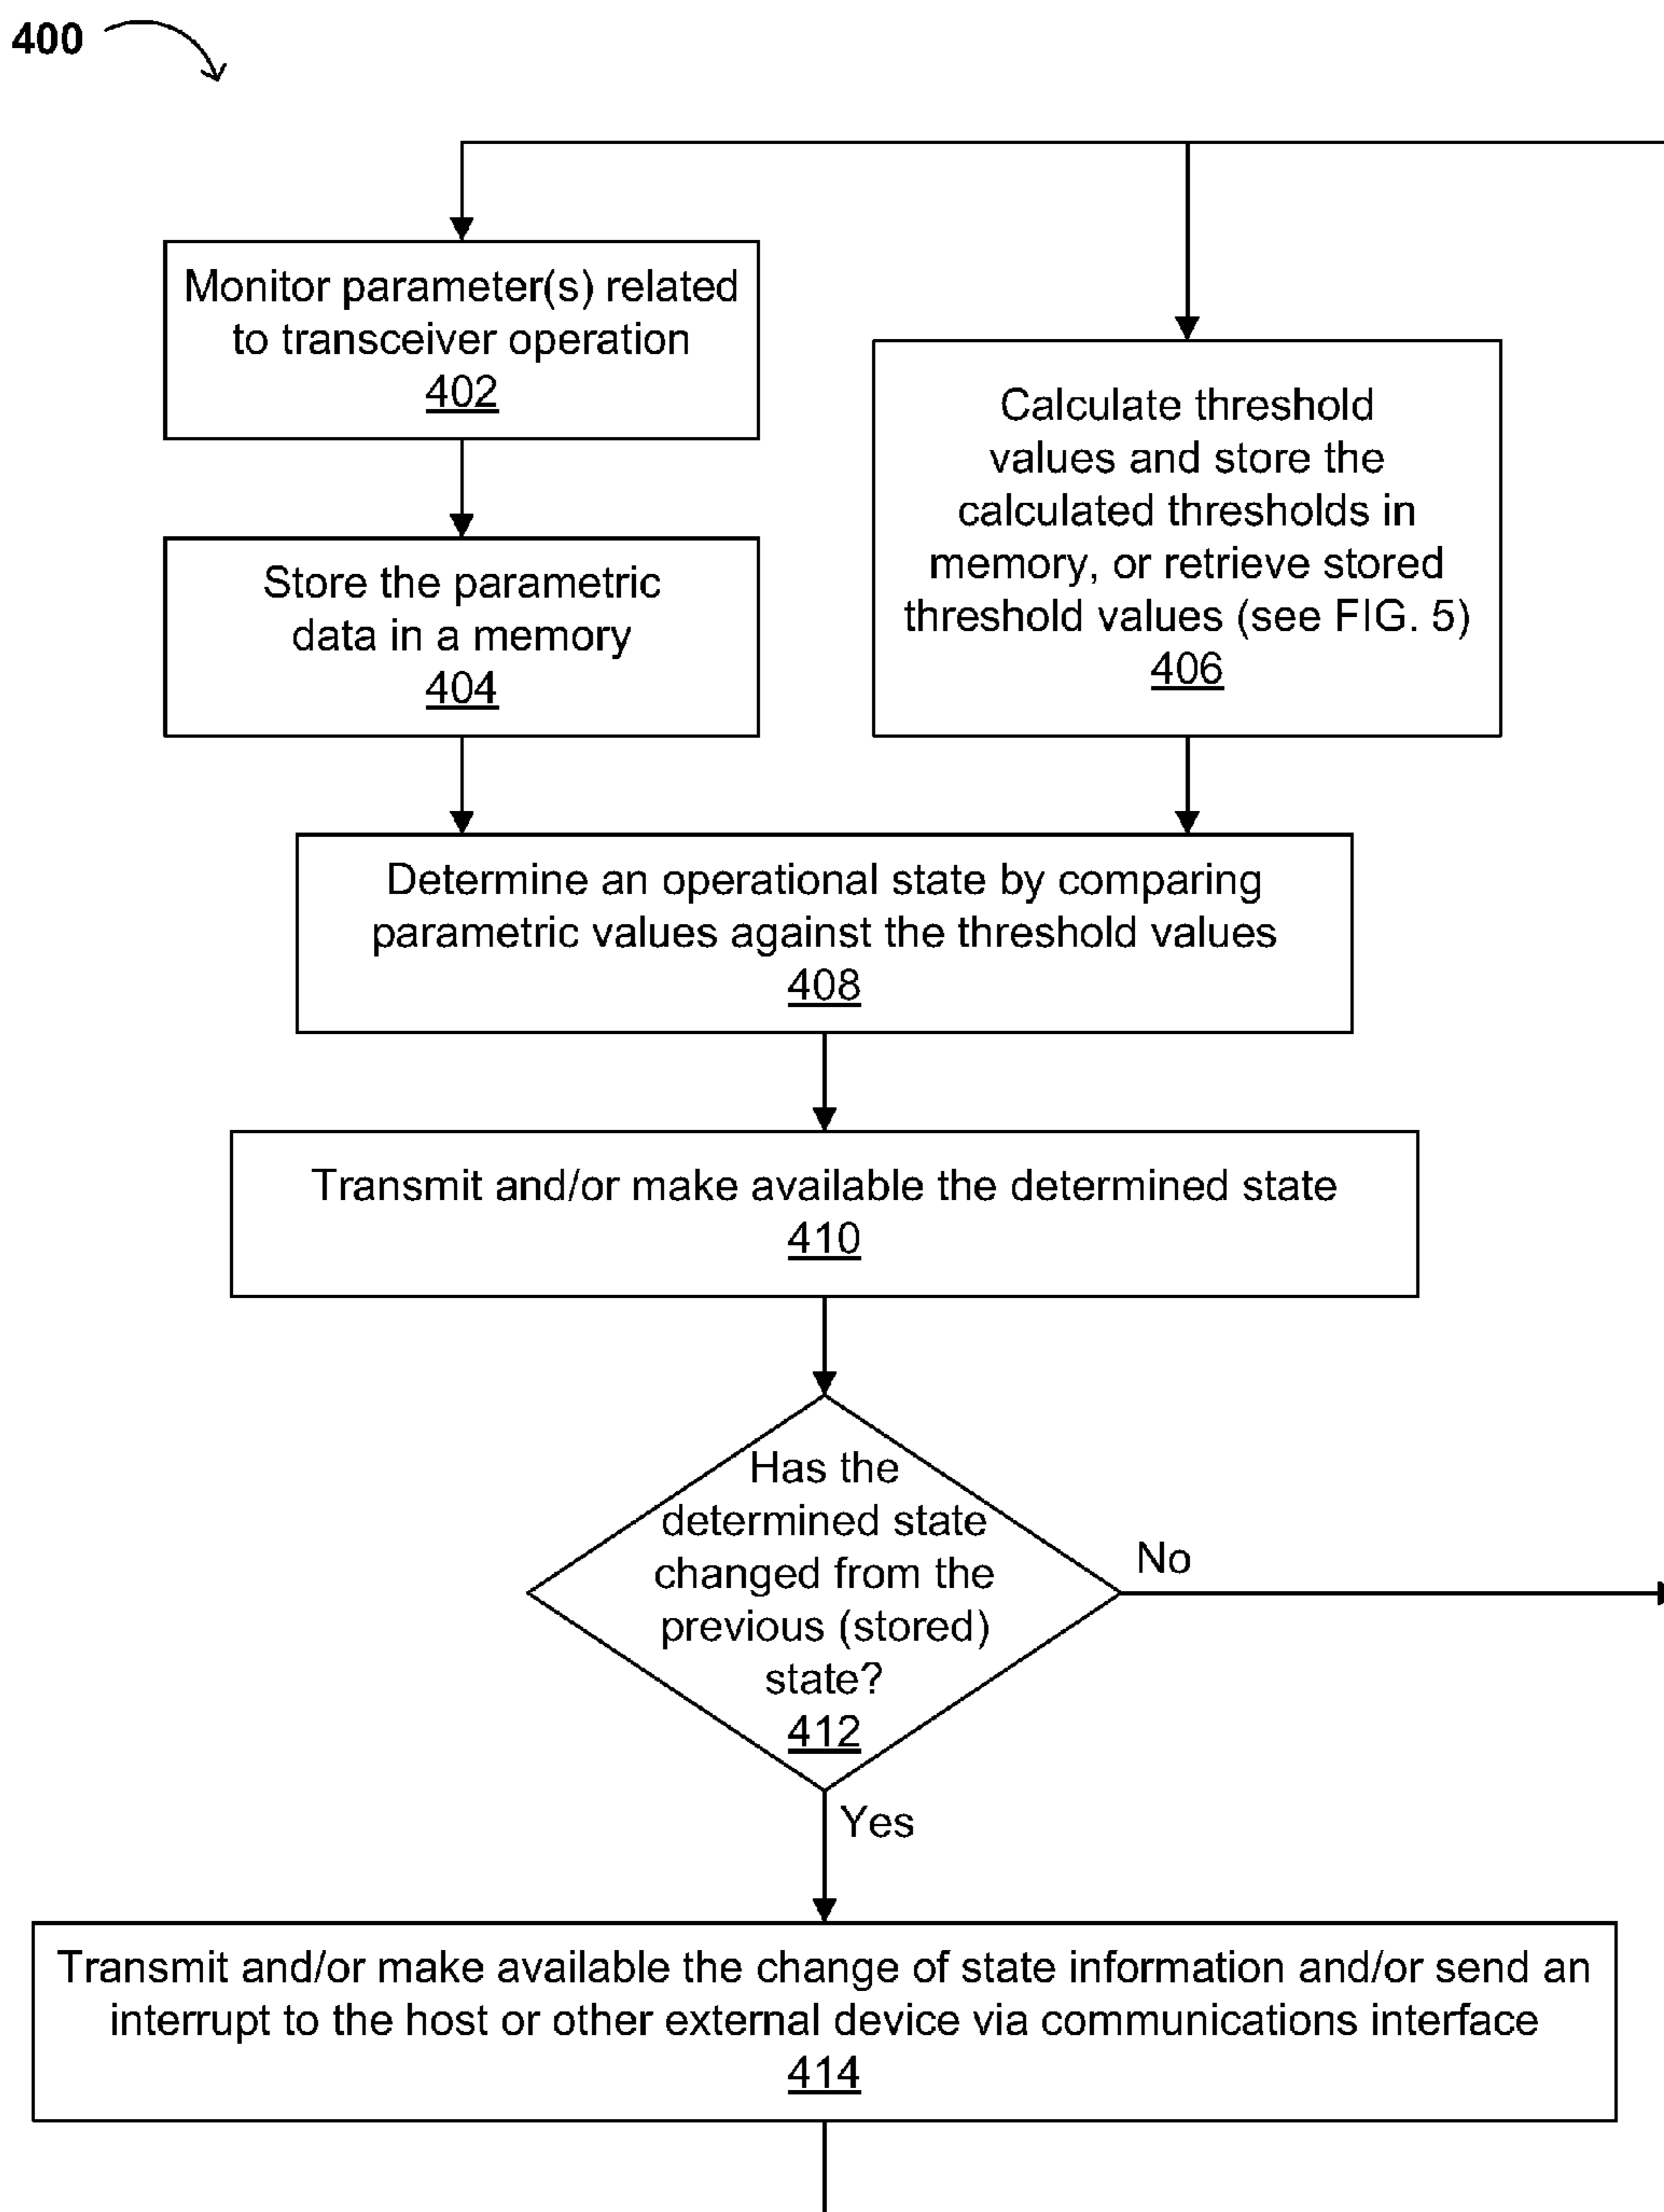 400
Monitor parameter(s) related
to transceiver operation
402
Store the parametric
data in a memory
404
Calculate threshold
values and store the
calculated thresholds in
memory, or retrieve stored
threshold values (see FIG. 5)
406
Determine an operational state by comparing
parametric values against the threshold values
408
Transmit and/or make available the determined state
410
Has the
determined state
changed from the
previous (stored)
state?
412
No
Yes
Transmit and/or make available the change of state information and/or send an
interrupt to the host or other external device via communications interface
414